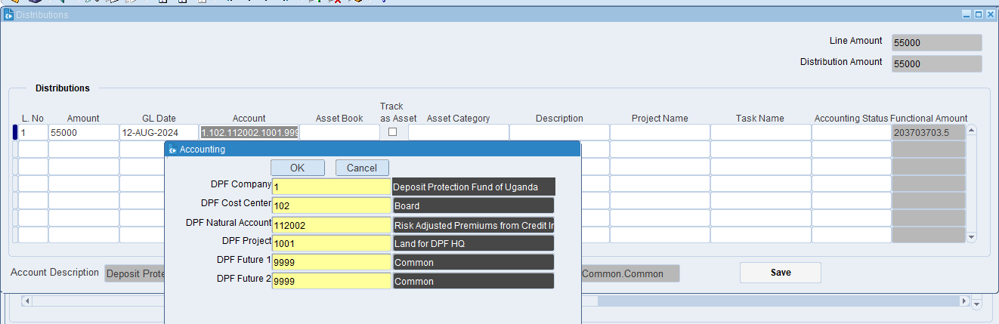 Distributions
Line Amount 55000
Distribution Amount 55000
Distributions
Track
L. No Amount GL Date Account Asset Book as Asset Asset Category Description Project Name Task Name Accounting Status Functional Amount
1 55000 12-AUG-2024 1.102.112002.1001.999 203703703.5
Accounting
OK Cancel
DPF Company 1 Deposit Protection Fund of Uganda
DPF Cost Center 102 Board
DPF Natural Account 112002 Risk Adjusted Premiums from Credit In
DPF Project 1001 Land for DPF HQ
DPF Future 1 9999 Common
DPF Future 2 9999 Common
Account Description Deposit Prote Common.Common Save